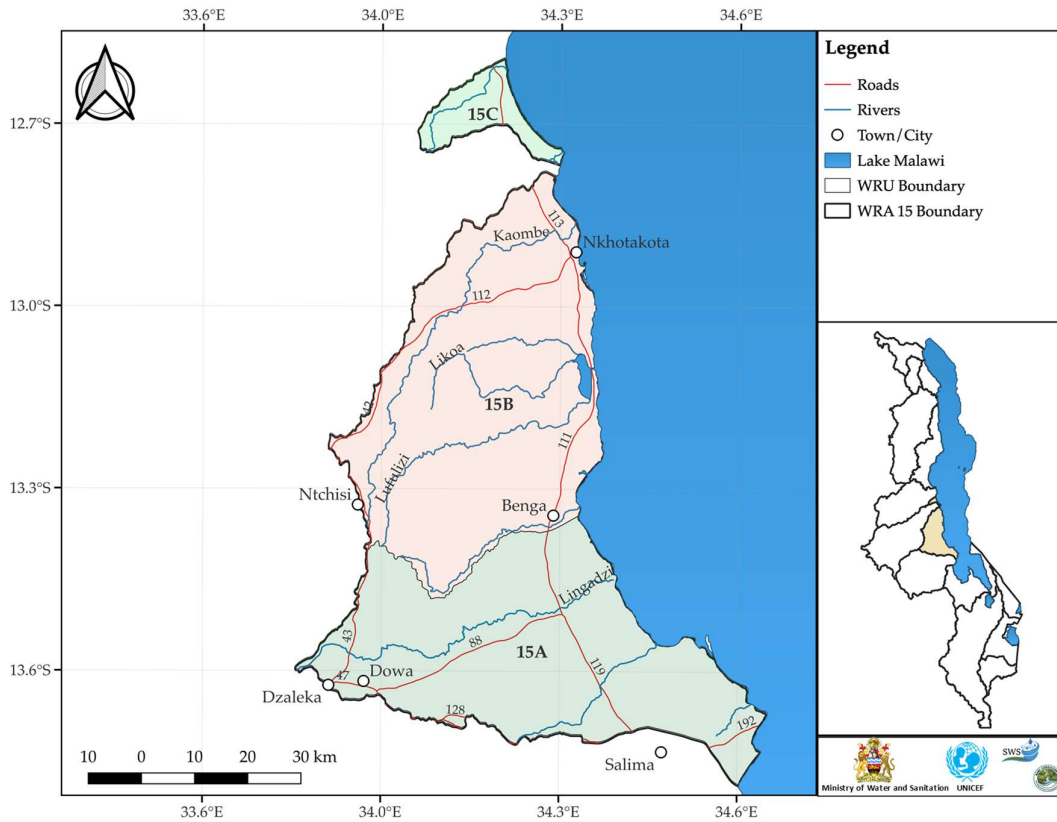 33.6°E 34.0°E 34.3°E 34.6°E
12.7°S
13.0°S
13.3°S
13.6°S
15C
113
Kaombe
Nkhotakota
112
Likoa
15B
12
111
Lufulizi
Ntchisi
Benga
Lingadzi
43
88
15A
47
Dowa
119
Dzaleka
128
192
Salima
10 0 10 20 30 km
33.6°E 34.0°E 34.3°E 34.6°E
Legend
Roads
Rivers
Town/City
Lake Malawi
WRU Boundary
WRA 15 Boundary
SWS
Ministry of Water and Sanitation UNICEF